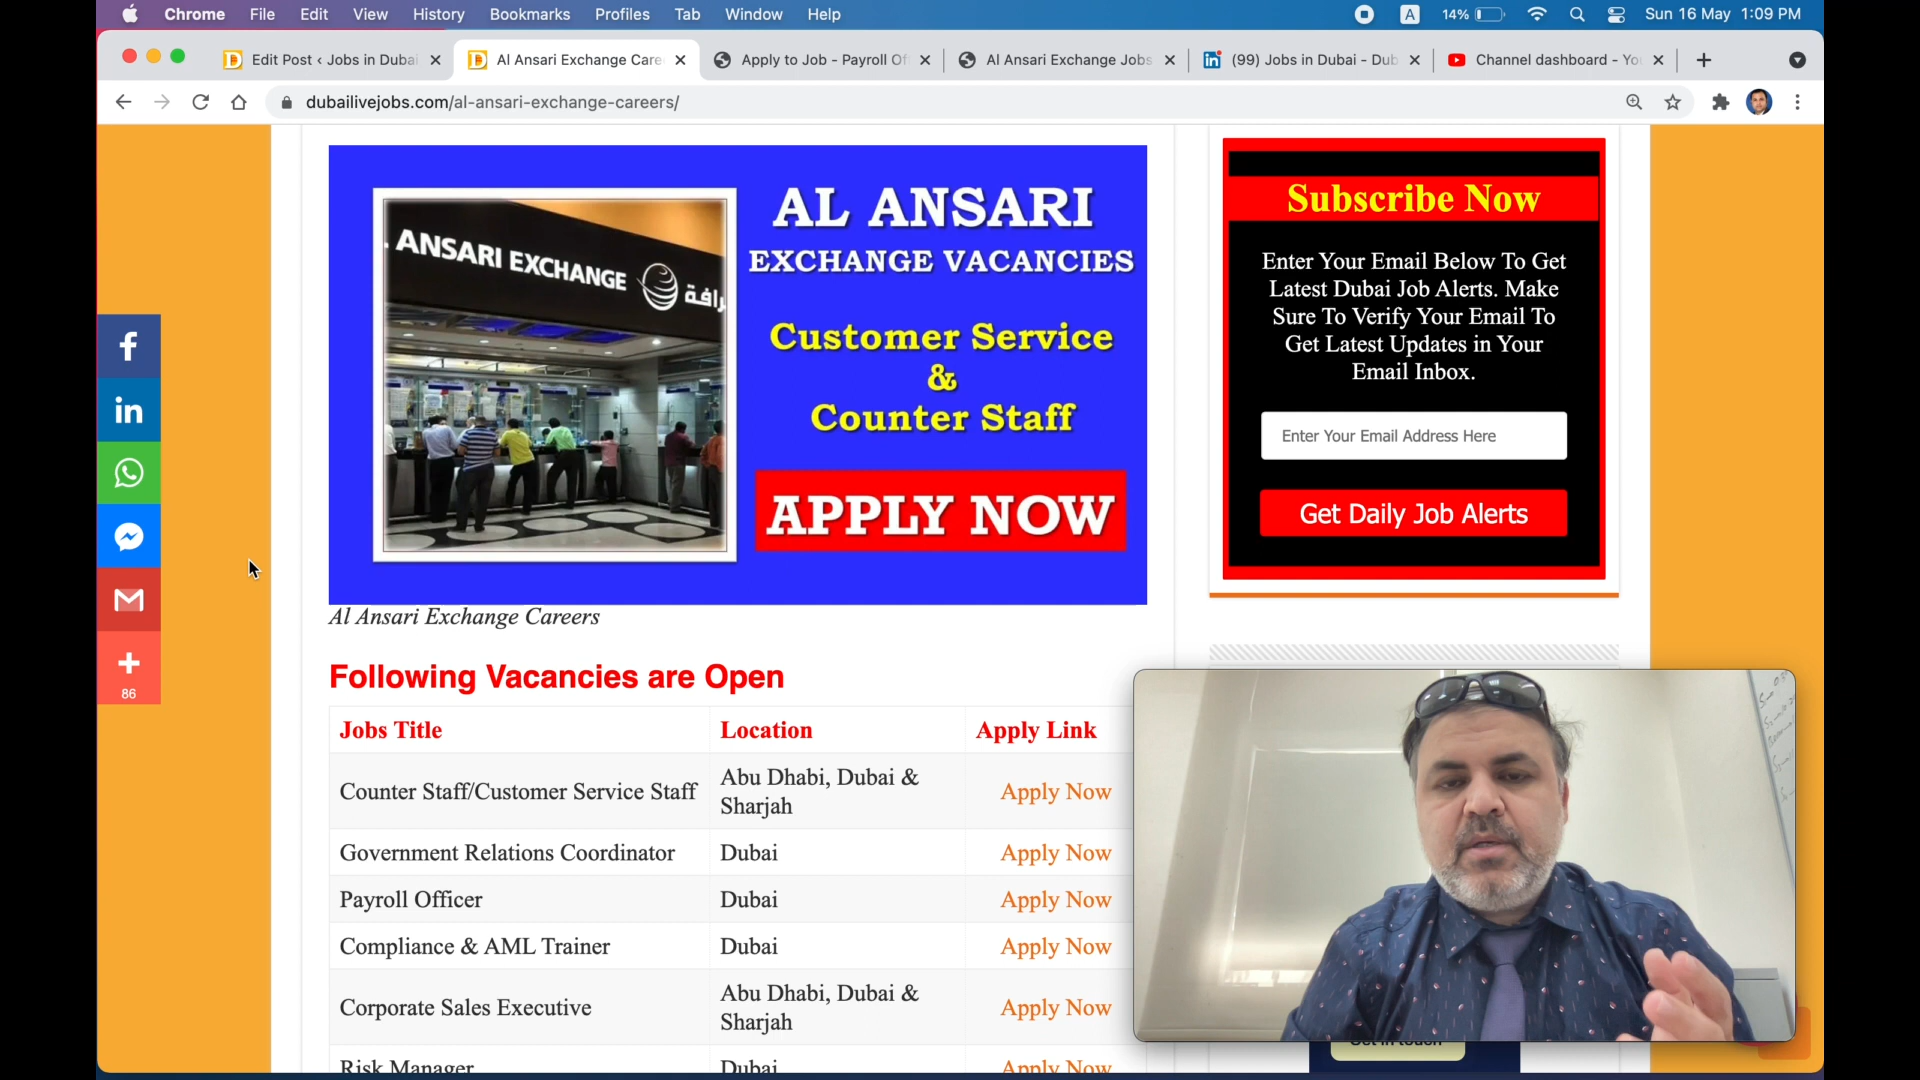 Chrome File Edit View History Bookmarks Profiles Tab Window Help
A 14% Sun 16 May 1:09 PM
Edit Post ‹ Jobs in Dubai
Al Ansari Exchange Care
Apply to Job - Payroll Of
Al Ansari Exchange Jobs
(99) Jobs in Dubai - Dub
Channel dashboard - Yo
dubailivejobs.com/al-ansari-exchange-careers/
ANSARI EXCHANGE
AL ANSARI
EXCHANGE VACANCIES
Customer Service
&
Counter Staff
APPLY NOW
Al Ansari Exchange Careers
Subscribe Now
Enter Your Email Below To Get
Latest Dubai Job Alerts. Make
Sure To Verify Your Email To
Get Latest Updates in Your
Email Inbox.
Enter Your Email Address Here
Get Daily Job Alerts
86
Following Vacancies are Open
Jobs Title Location Apply Link
Counter Staff/Customer Service Staff Abu Dhabi, Dubai &
Sharjah Apply Now
Government Relations Coordinator Dubai Apply Now
Payroll Officer Dubai Apply Now
Compliance & AML Trainer Dubai Apply Now
Corporate Sales Executive Abu Dhabi, Dubai &
Sharjah Apply Now
Risk Manager Dubai Apply Now
Get in touch